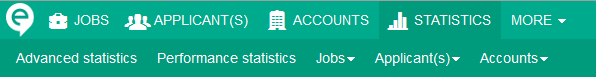 e JOBS APPLICANT(S) ACCOUNTS STATISTICS MORE
Advanced statistics Performance statistics Jobs Applicant(s) Accounts